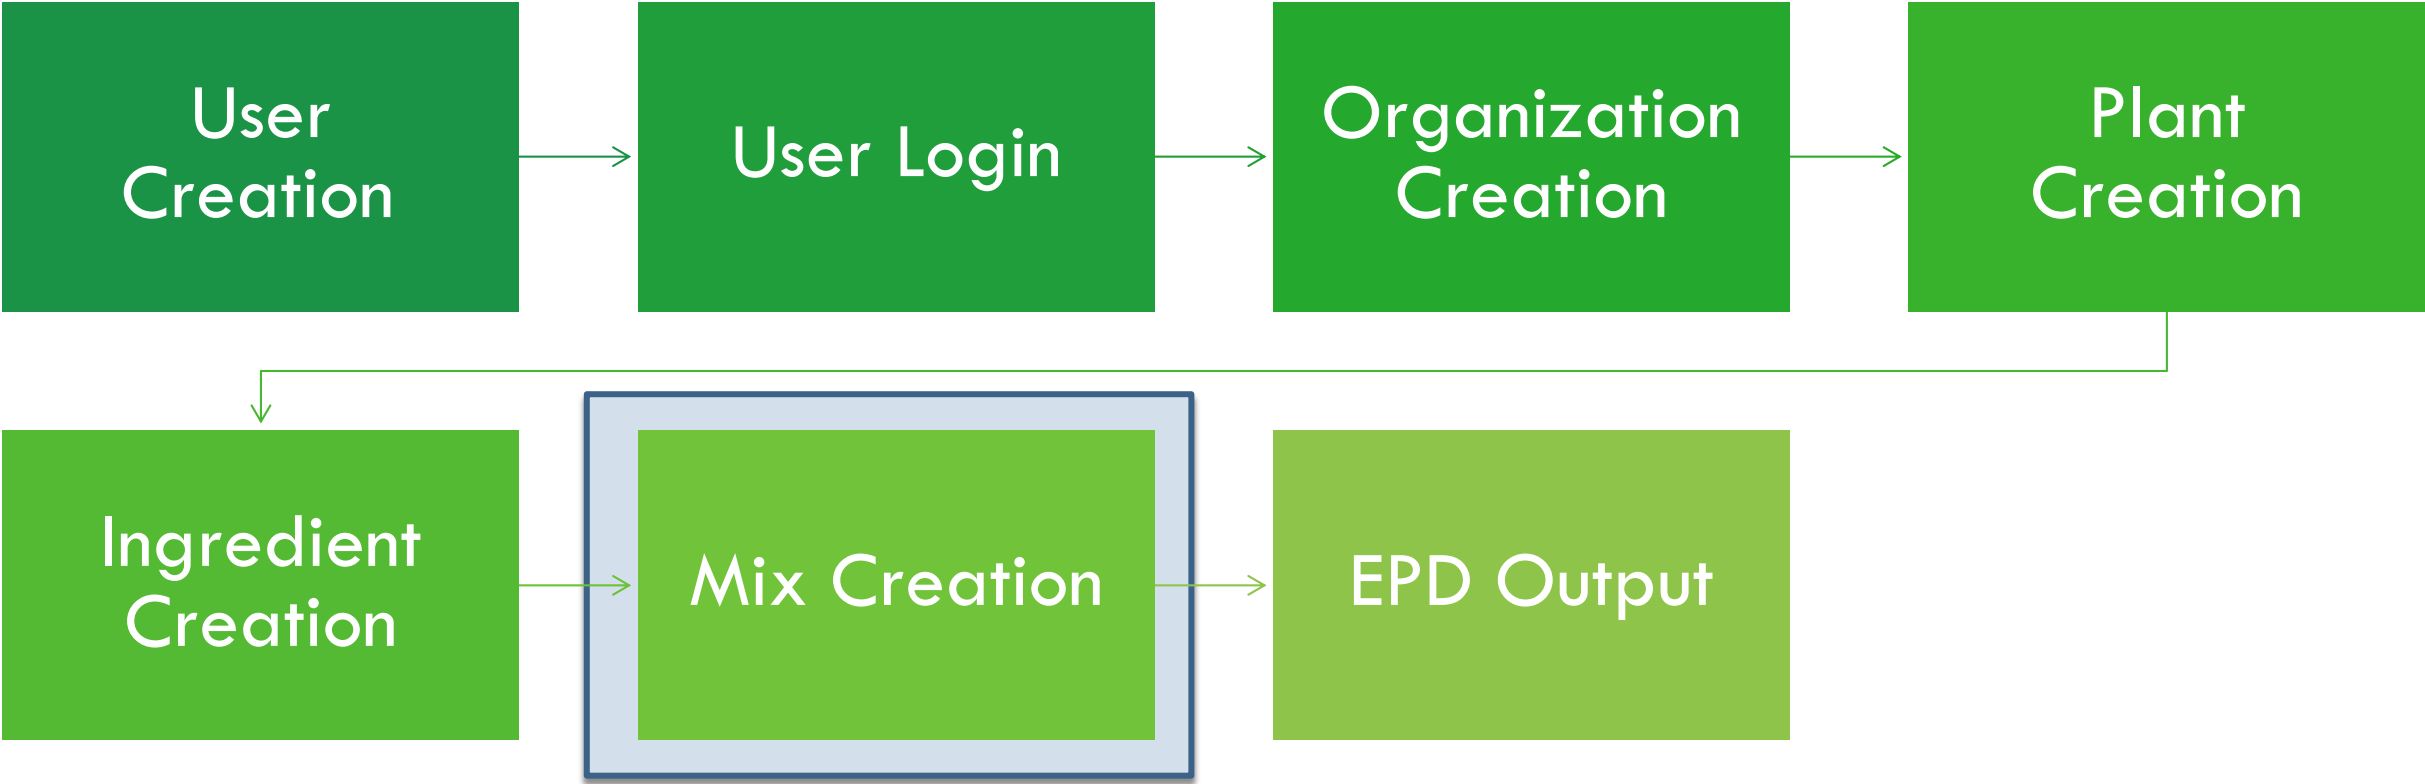 User
Creation
User Login
Organization
Creation
Plant
Creation
Ingredient
Creation
Mix Creation
EPD Output